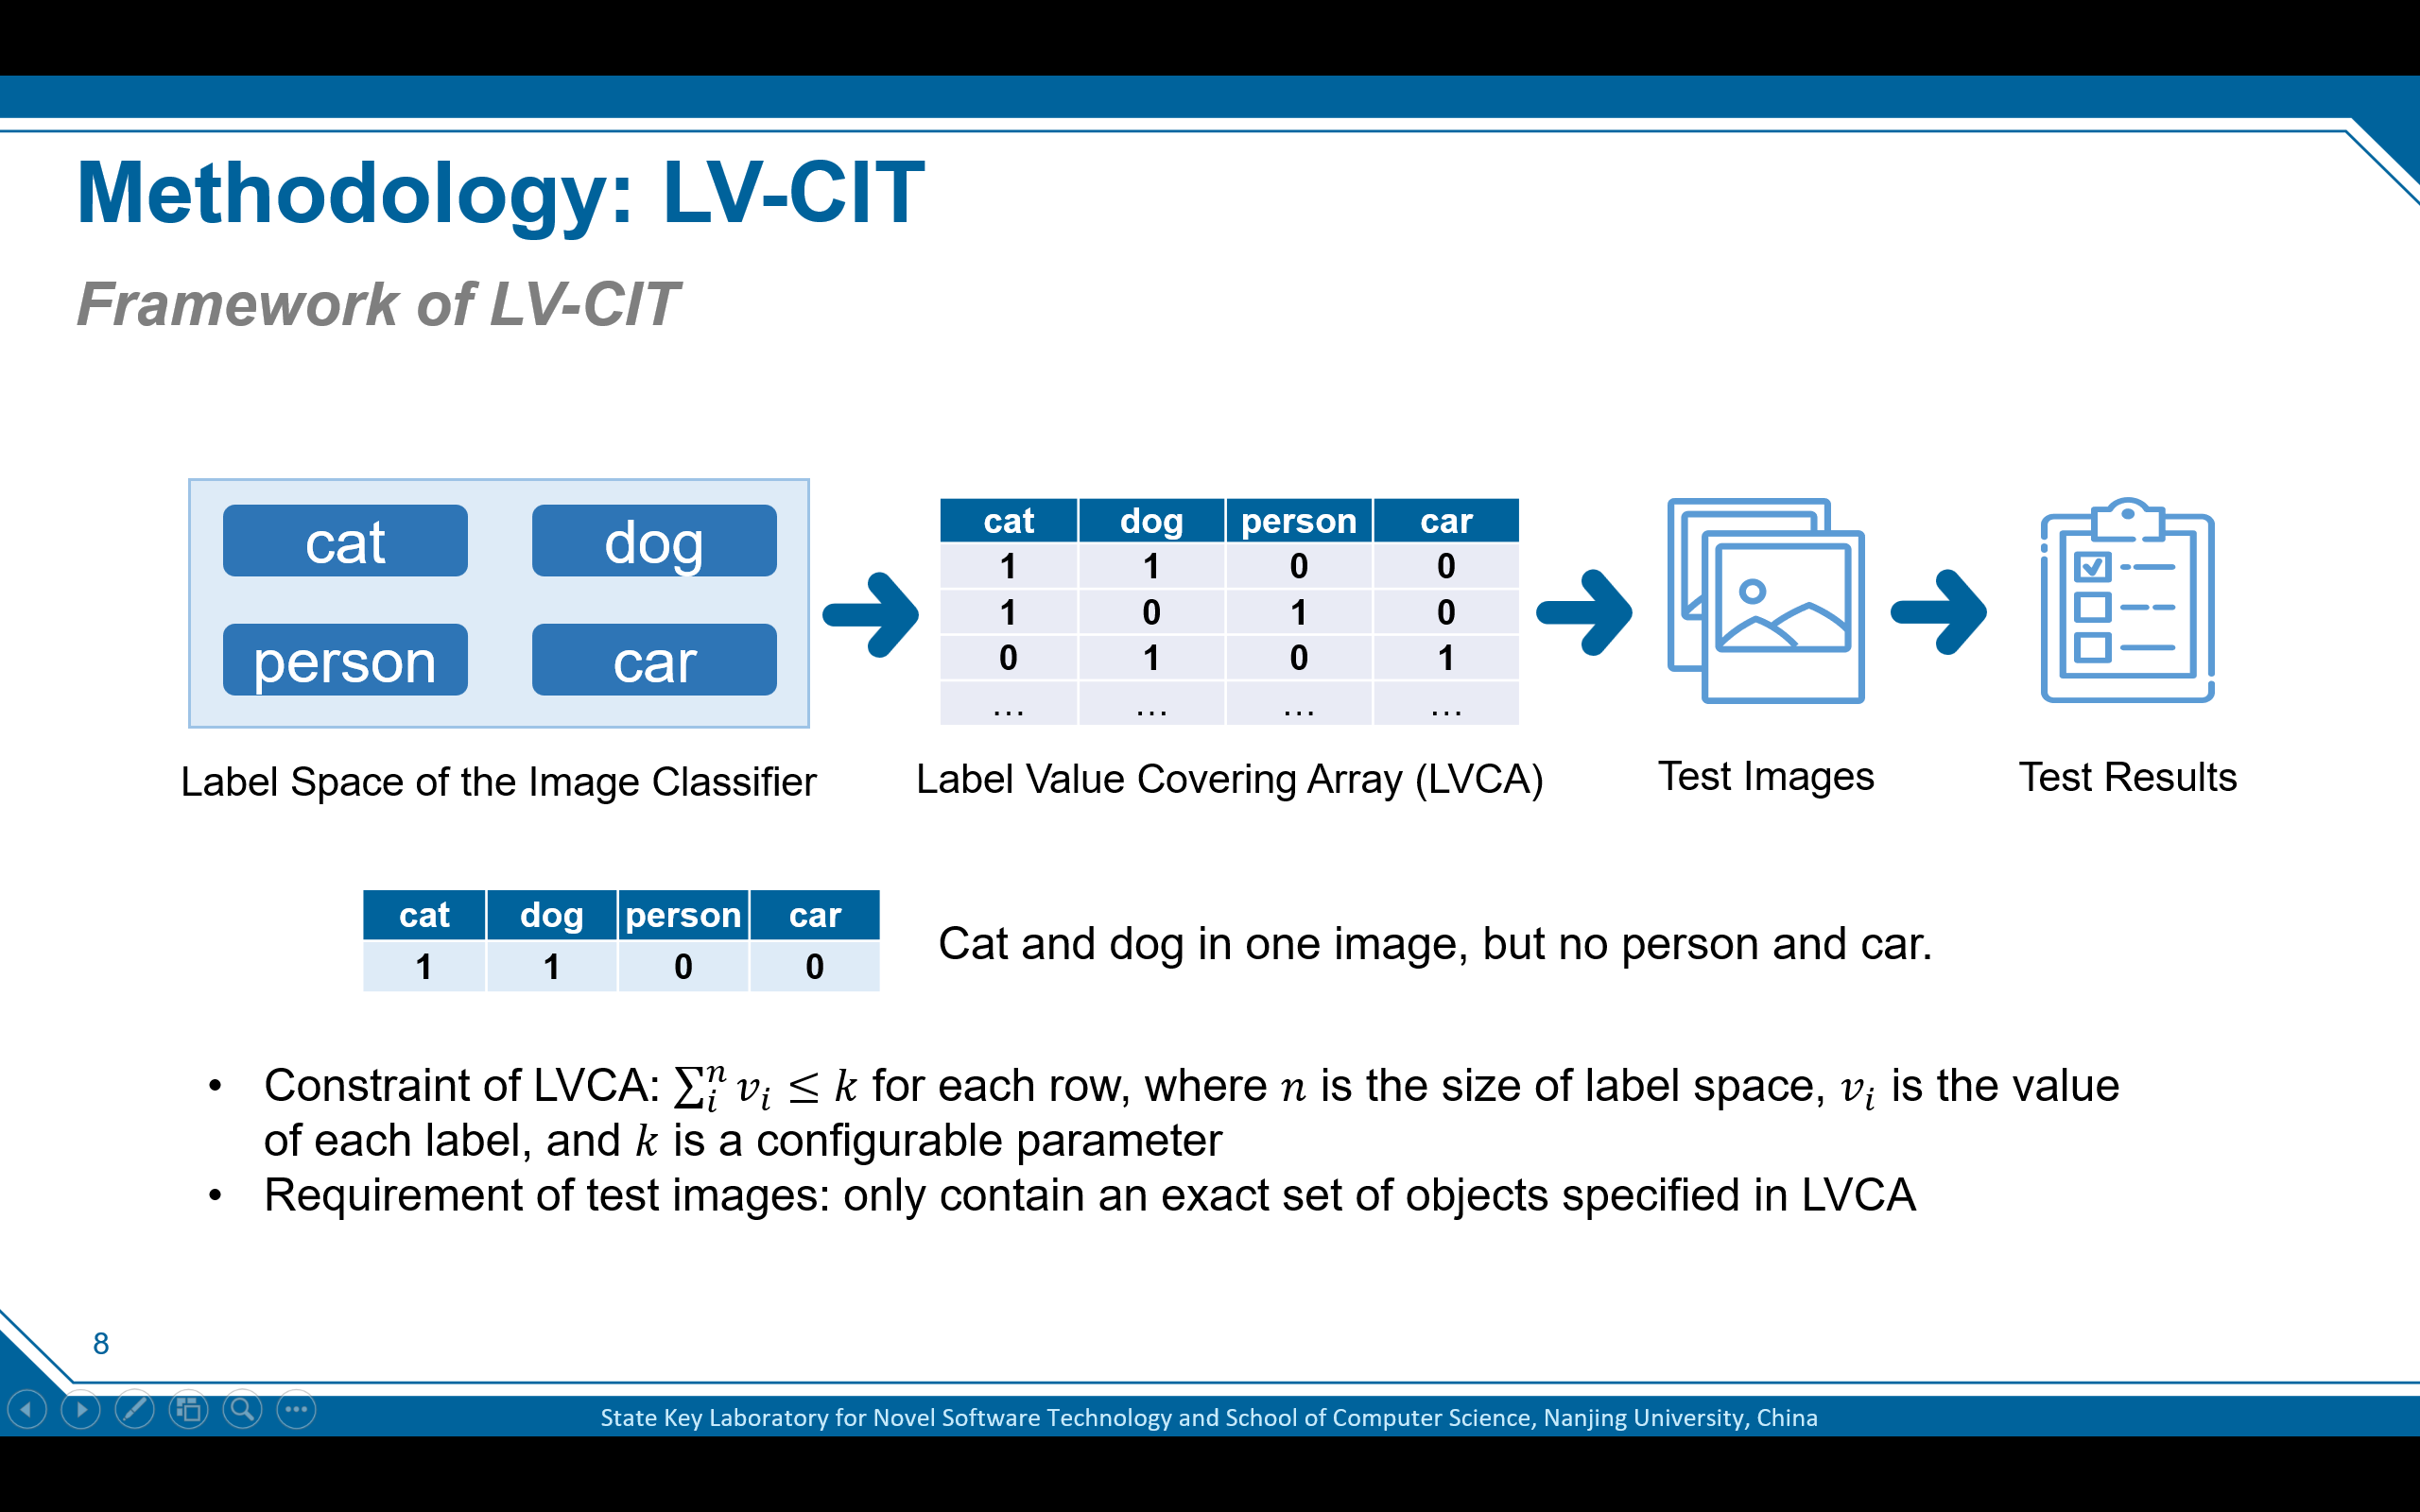 Methodology: LV-CIT
Framework of LV-CIT
cat dog
person car
Label Space of the Image Classifier
cat dog person car
1 1 0 0
1 0 1 0
0 1 0 1
… … … …
Label Value Covering Array (LVCA)
Test Images
Test Results
cat dog person car
1 1 0 0
Cat and dog in one image, but no person and car.
• Constraint of LVCA: ∑ᵢⁿ 𝑣ᵢ ≤ 𝑘 for each row, where 𝑛 is the size of label space, 𝑣ᵢ is the value
of each label, and 𝑘 is a configurable parameter
• Requirement of test images: only contain an exact set of objects specified in LVCA
8
State Key Laboratory for Novel Software Technology and School of Computer Science, Nanjing University, China